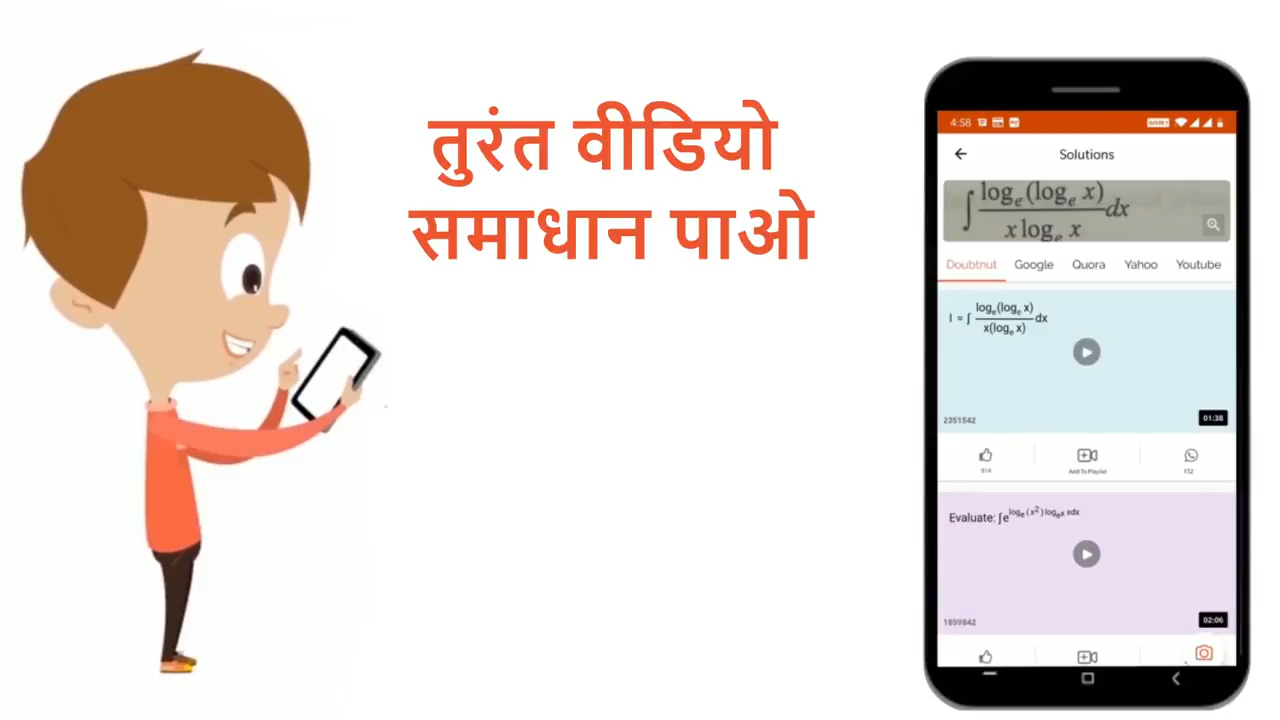 तुरंत वीडियो
समाधान पाओ
4:58
Solutions
∫ logₑ(logₑ x) / x logₑ x dx
Doubtnut Google Quora Yahoo Youtube
I = ∫ logₑ(logₑ x) / x(logₑ x) dx
2351542 01:38
914 Add To Playlist 152
Evaluate: ∫e^logₑ(x²) logₑx xdx
1859842 02:06